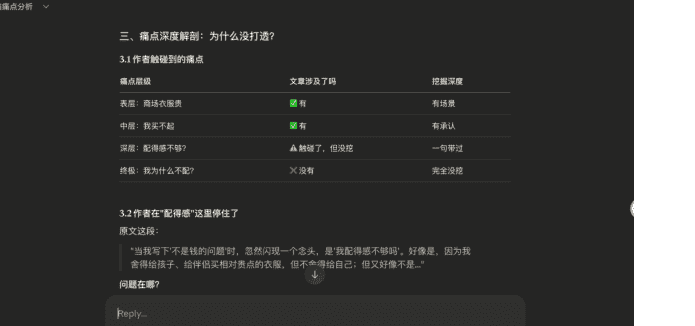 痛点分析
三、痛点深度解剖：为什么没打透？
3.1 作者触碰到的痛点
痛点层级 文章涉及了吗 挖掘深度
表层：商场衣服贵 ✅ 有 有场景
中层：我买不起 ✅ 有 有承认
深层：配得感不够？ ⚠ 触碰了，但没挖 一句带过
终极：我为什么不配？ ✕ 没有 完全没挖
3.2 作者在"配得感"这里停住了
原文这段：
"当我写下'不是钱的问题'时，忽然闪现一个念头，是'我配得感不够吗'。好像是，因为我
舍得给孩子、给伴侣买相对贵点的衣服，但不舍得给自己；但又好像不是…"
问题在哪？
Reply...